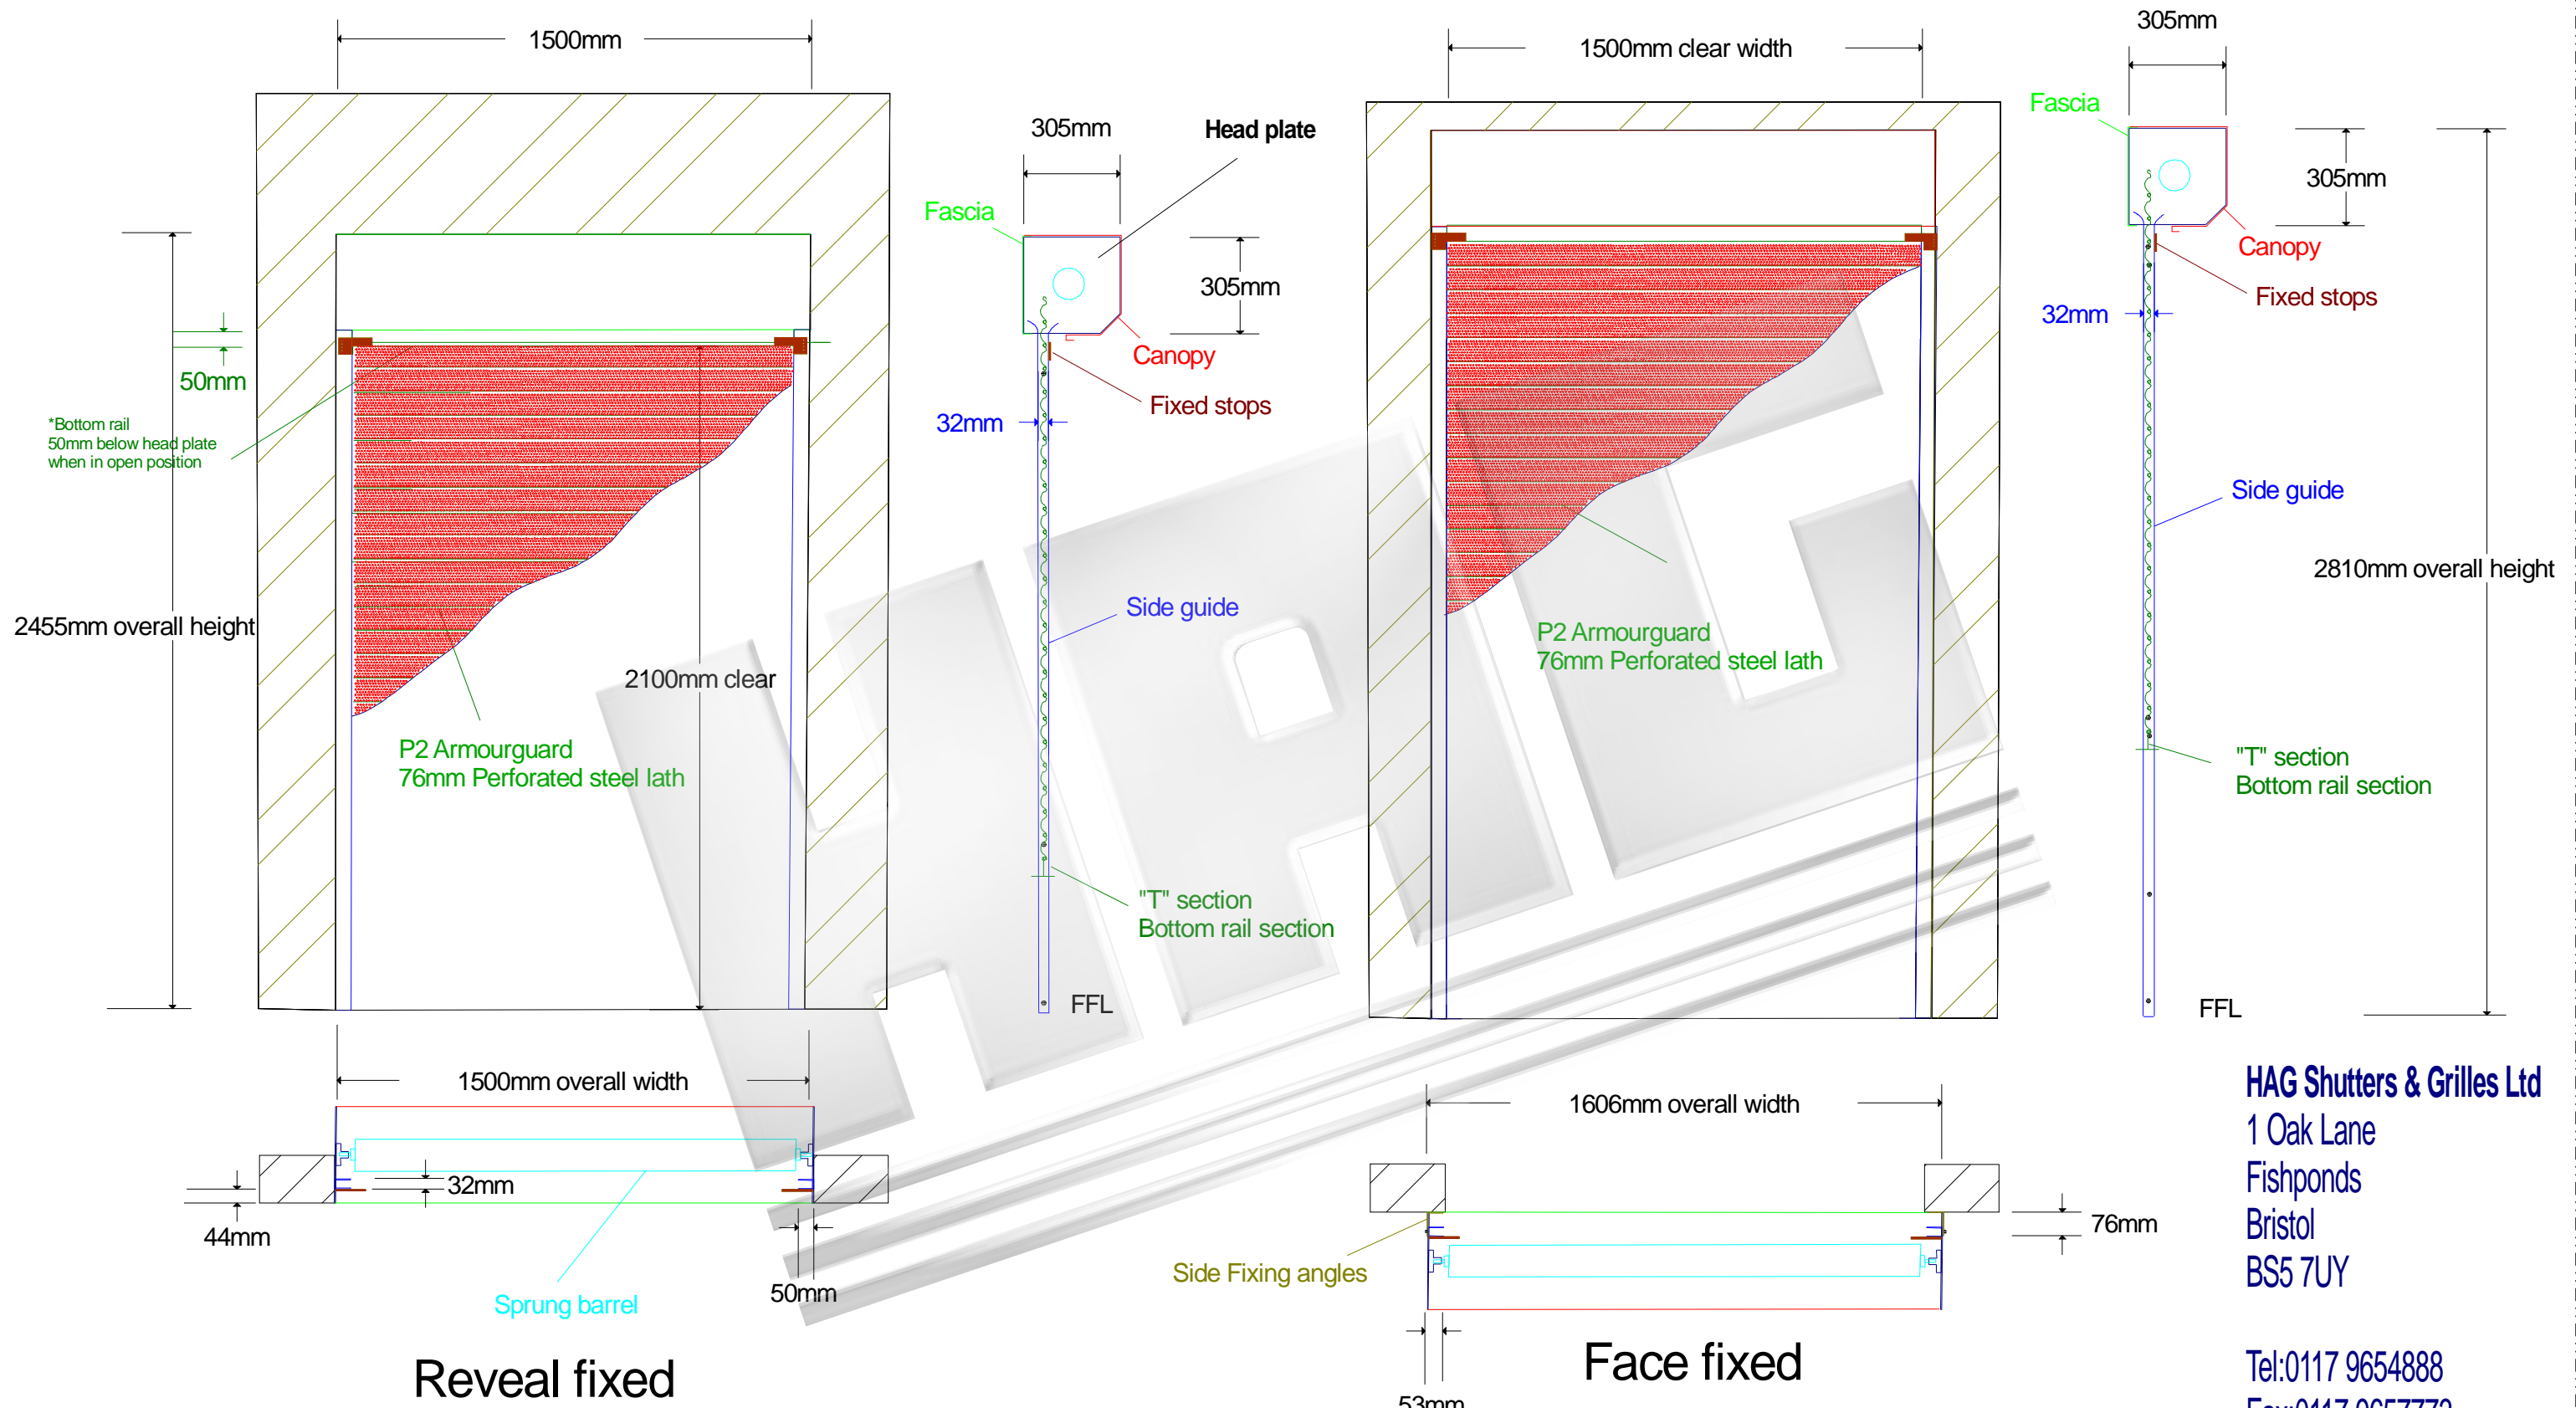 1500mm
1500mm clear width
305mm
Fascia
305mm
Head plate
305mm
Fascia
Canopy
305mm
Fixed stops
32mm
Canopy
50mm
Fixed stops
32mm
*Bottom rail
50mm below head plate
when in open position
Side guide
2810mm overall height
Side guide
2455mm overall height
P2 Armourguard
76mm Perforated steel lath
2100mm clear
P2 Armourguard
76mm Perforated steel lath
"T" section
Bottom rail section
"T" section
Bottom rail section
FFL
FFL
HAG
1500mm overall width
1606mm overall width
32mm
44mm
50mm
Sprung barrel
76mm
Side Fixing angles
53mm
Reveal fixed
Face fixed
HAG Shutters & Grilles Ltd
1 Oak Lane
Fishponds
Bristol
BS5 7UY
Tel:0117 9654888
Fax:0117 9657773